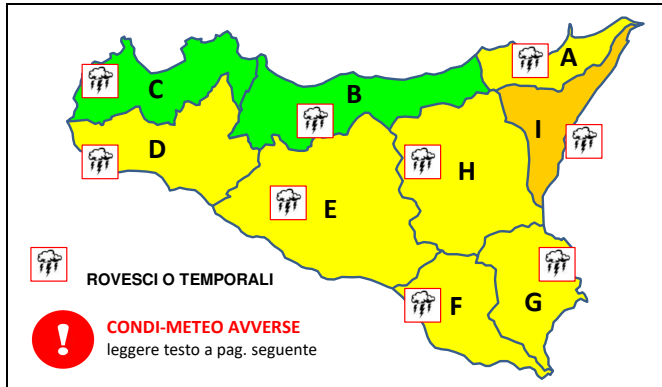 A
C
B
I
D
H
E
ROVESCI O TEMPORALI
F
G
CONDI-METEO AVVERSE
leggere testo a pag. seguente